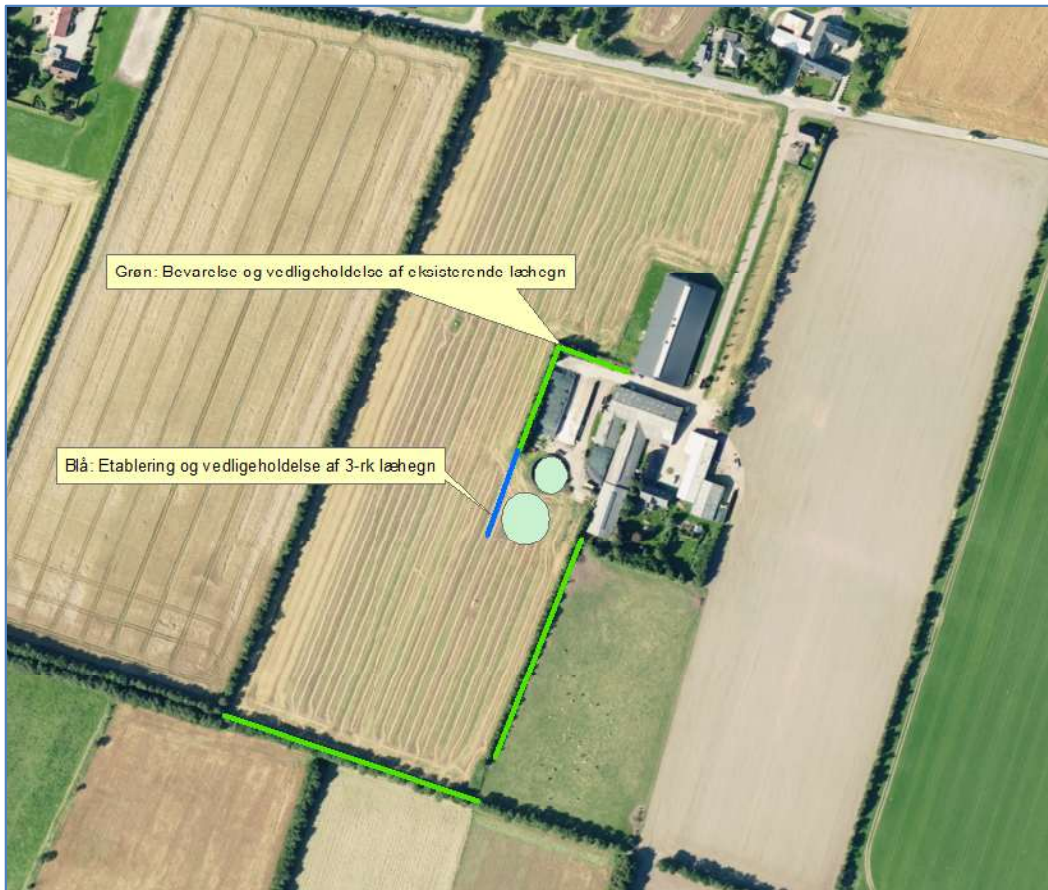 Grøn: Bevarelse og vedligeholdelse af eksisterende læhegn
Blå: Etablering og vedligeholdelse af 3-rk læhegn